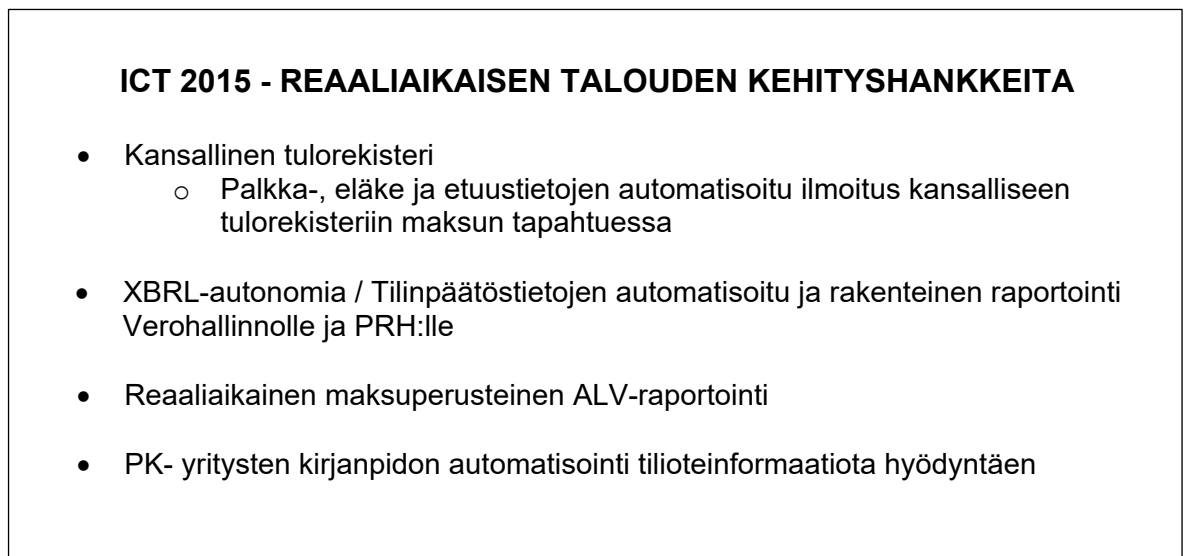 ICT 2015 - REAALIAIKAISEN TALOUDEN KEHITYSHANKKEITA
• Kansallinen tulorekisteri
o Palkka-, eläke ja etuustietojen automatisoitu ilmoitus kansalliseen
tulorekisteriin maksun tapahtuessa
• XBRL-autonomia / Tilinpäätöstietojen automatisoitu ja rakenteinen raportointi
Verohallinnolle ja PRH:lle
• Reaaliaikainen maksuperusteinen ALV-raportointi
• PK- yritysten kirjanpidon automatisointi tilioteinformaatiota hyödyntäen